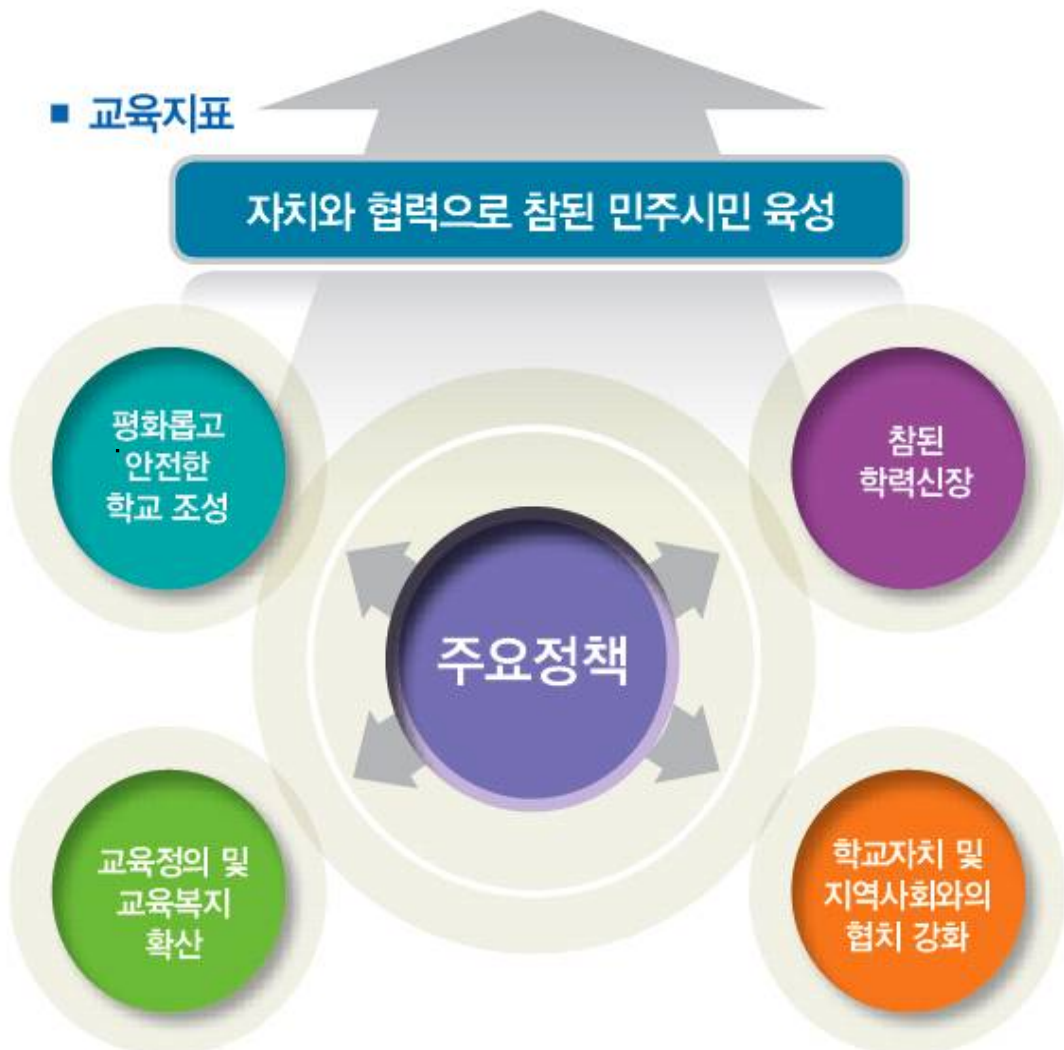 ■ 교육지표
자치와 협력으로 참된 민주시민 육성
평화롭고
안전한
학교 조성
참된
학력신장
주요정책
교육정의 및
교육복지
확산
학교자치 및
지역사회와의
협치 강화